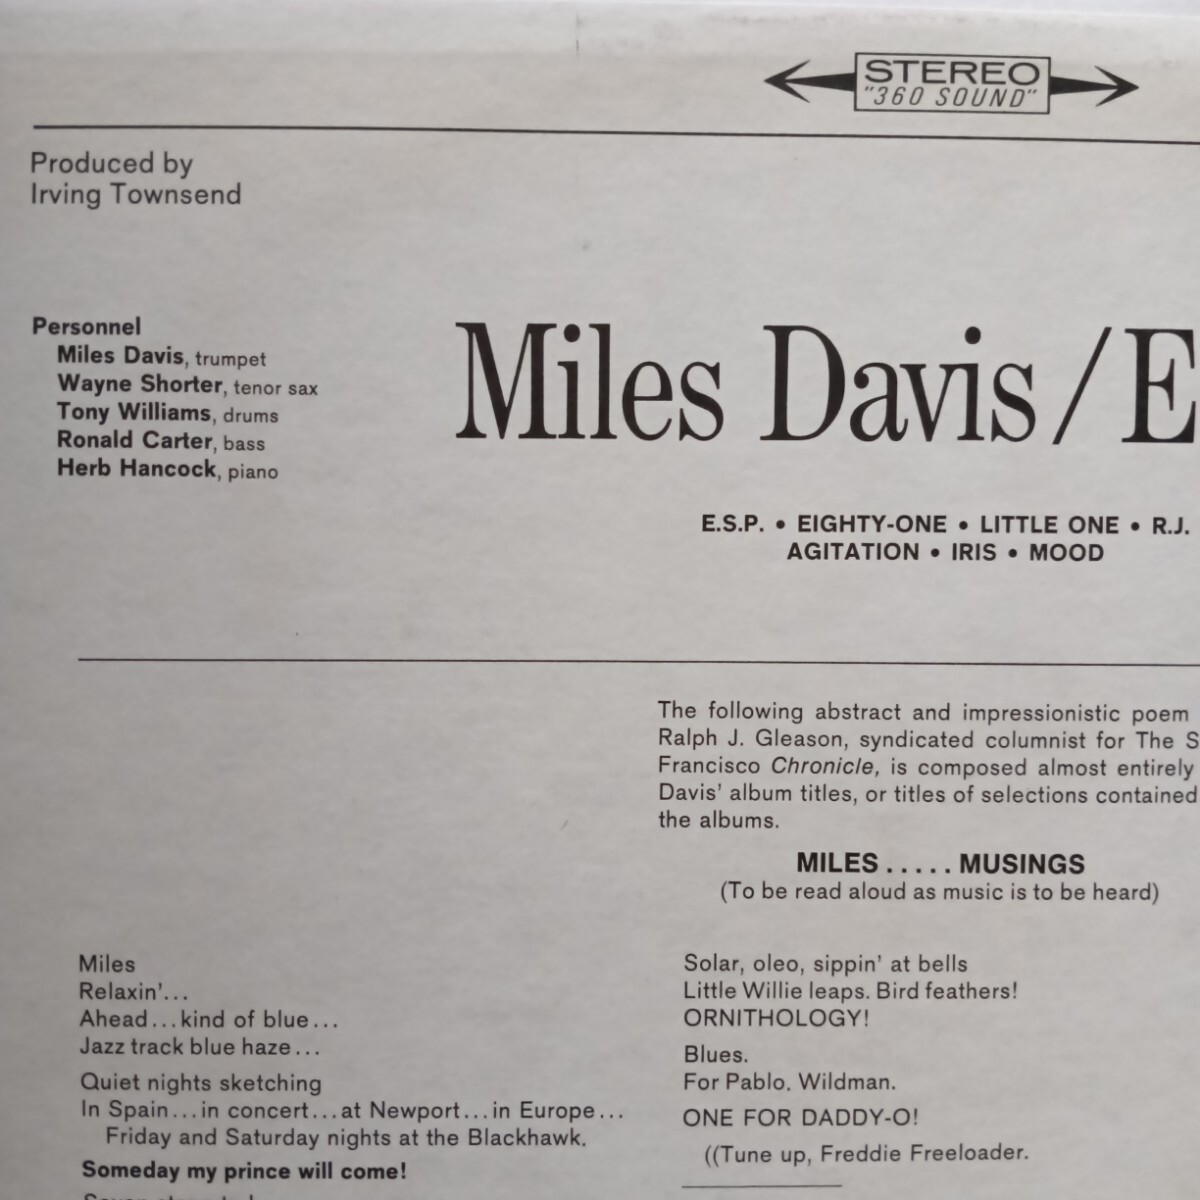 STEREO
"360 SOUND"
Produced by
Irving Townsend
Personnel
Miles Davis, trumpet
Wayne Shorter, tenor sax
Tony Williams, drums
Ronald Carter, bass
Herb Hancock, piano
Miles Davis / E
E.S.P. • EIGHTY-ONE • LITTLE ONE • R.J.
AGITATION • IRIS • MOOD
The following abstract and impressionistic poem
Ralph J. Gleason, syndicated columnist for The S
Francisco Chronicle, is composed almost entirely
Davis' album titles, or titles of selections contained
the albums.
MILES ..... MUSINGS
(To be read aloud as music is to be heard)
Miles
Relaxin'...
Ahead...kind of blue...
Jazz track blue haze...
Quiet nights sketching
In Spain...in concert...at Newport...in Europe...
Friday and Saturday nights at the Blackhawk.
Someday my prince will come!
Solar, oleo, sippin' at bells
Little Willie leaps. Bird feathers!
ORNITHOLOGY!
Blues.
For Pablo. Wildman.
ONE FOR DADDY-O!
((Tune up, Freddie Freeloader.